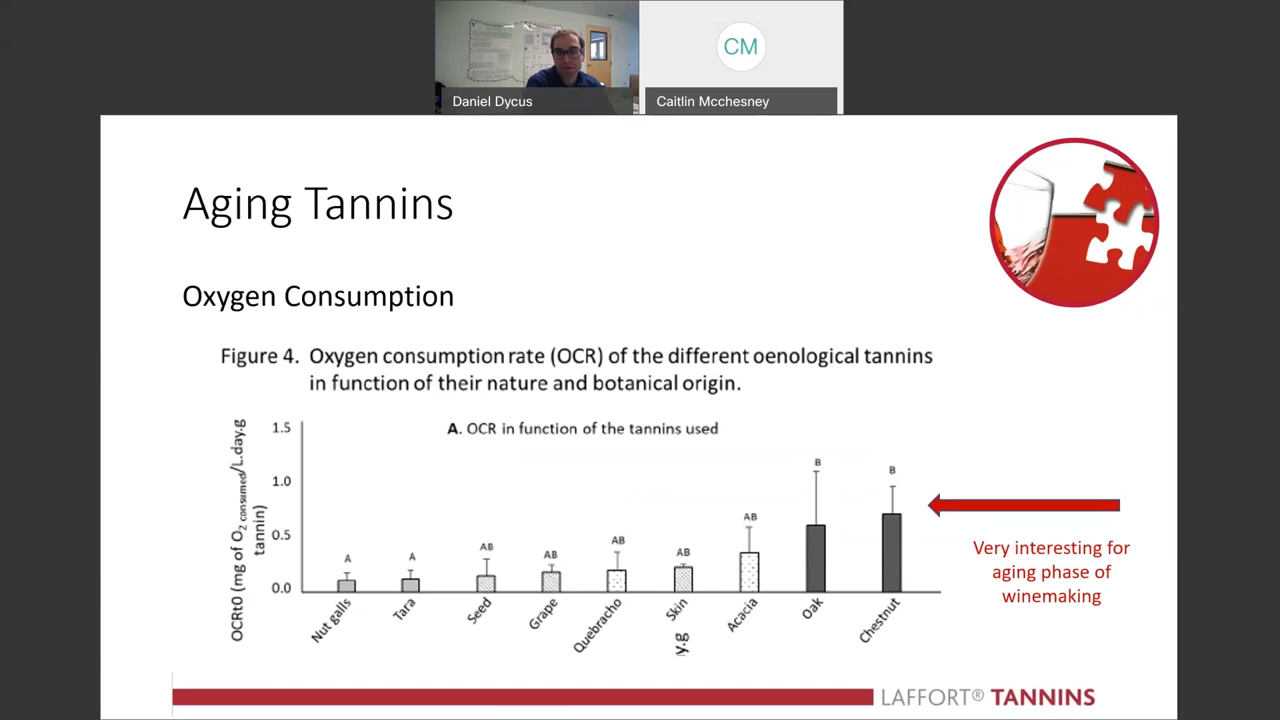 CM
Daniel Dycus
Caitlin Mcchesney
Aging Tannins
Oxygen Consumption
Figure 4. Oxygen consumption rate (OCR) of the different oenological tannins
in function of their nature and botanical origin.
A. OCR in function of the tannins used
OCRt0 (mg of O2 consumed/L.day.g
tannin)
1.5
1.0
0.5
0.0
A
A
AB
AB
AB
AB
AB
B
B
Nut galls
Tara
Seed
Grape
Quebracho
Skin
Acacia
Oak
Chestnut
y.g
Very interesting for
aging phase of
winemaking
LAFFORT® TANNINS